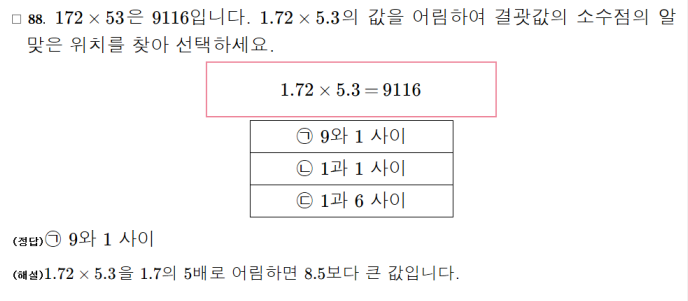 □ 88. 172 × 53은 9116입니다. 1.72 × 5.3의 값을 어림하여 결괏값의 소수점의 알
맞은 위치를 찾아 선택하세요.
1.72 × 5.3 = 9116
㉠ 9와 1 사이
㉡ 1과 1 사이
㉢ 1과 6 사이
(정답)㉠ 9와 1 사이
(해설)1.72 × 5.3을 1.7의 5배로 어림하면 8.5보다 큰 값입니다.